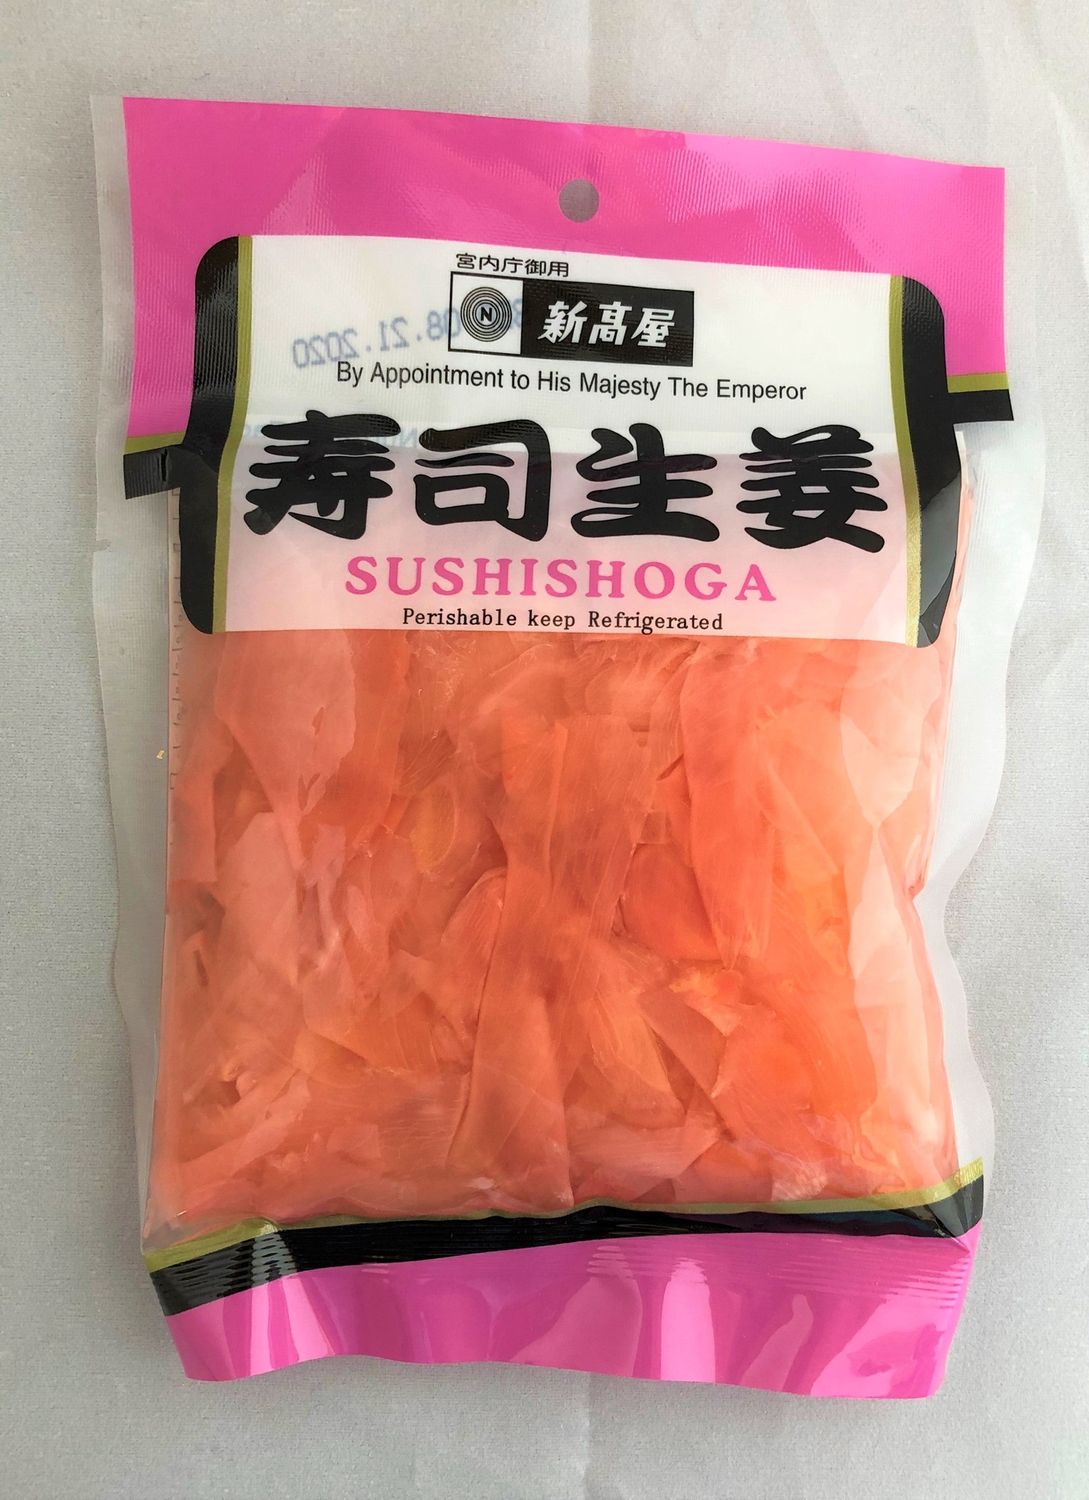 宮内庁御用
N 新髙屋
08.21.2020
By Appointment to His Majesty The Emperor
寿司生姜
SUSHISHOGA
Perishable keep Refrigerated